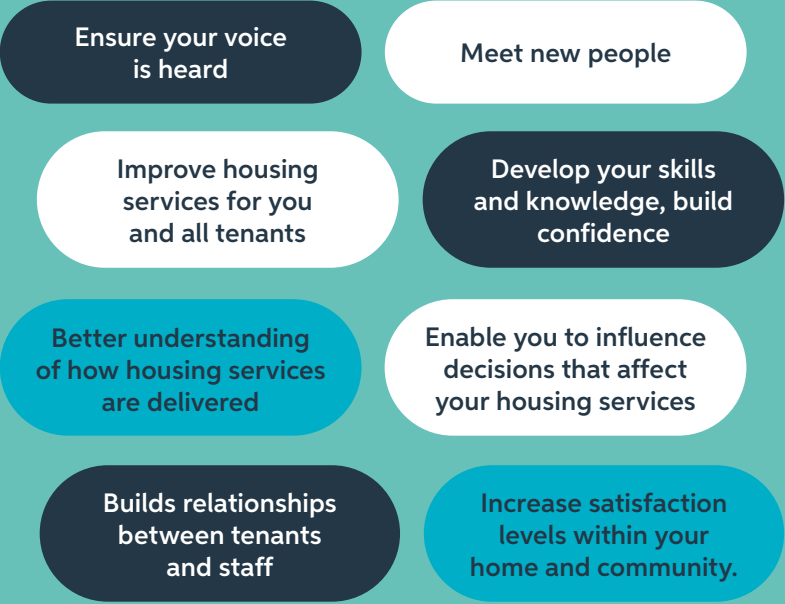 Ensure your voice
is heard
Meet new people
Improve housing
services for you
and all tenants
Develop your skills
and knowledge, build
confidence
Better understanding
of how housing services
are delivered
Enable you to influence
decisions that affect
your housing services
Builds relationships
between tenants
and staff
Increase satisfaction
levels within your
home and community.